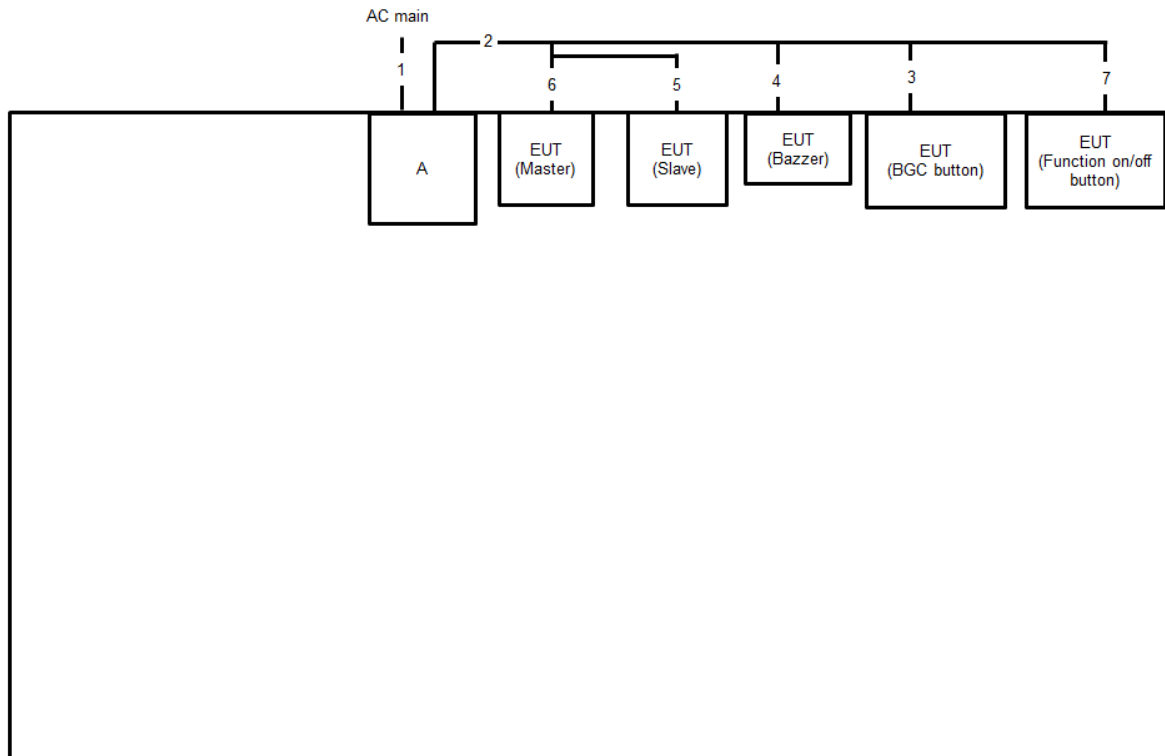 AC main
2
1
6
5
4
3
7
A
EUT
(Master)
EUT
(Slave)
EUT
(Bazzer)
EUT
(BGC button)
EUT
(Function on/off
button)